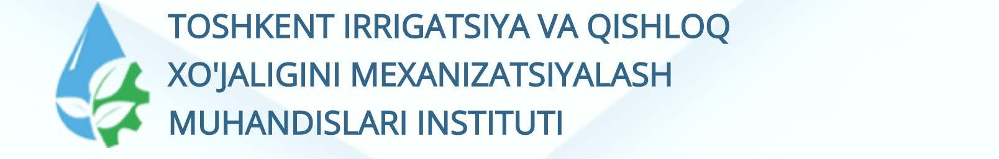 TOSHKENT IRRIGATSIYA VA QISHLOQ
XO'JALIGINI MEXANIZATSIYALASH
MUHANDISLARI INSTITUTI